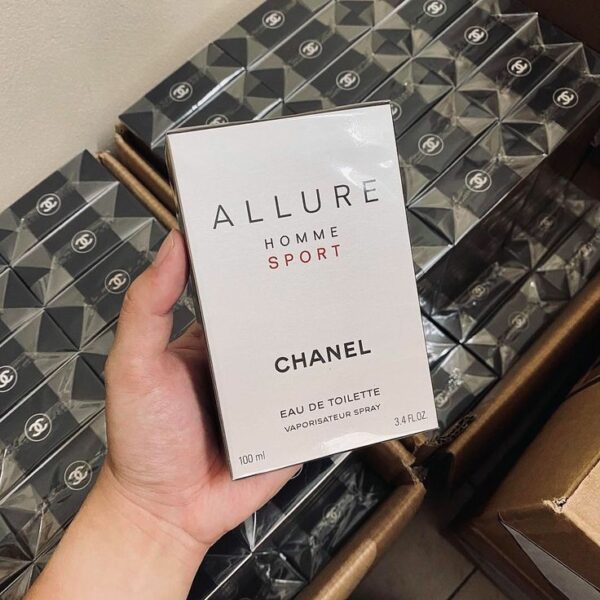 ALLURE
HOMME
SPORT
CHANEL
EAU DE TOILETTE
VAPORISATEUR SPRAY
100 ml
3.4 FL.OZ.